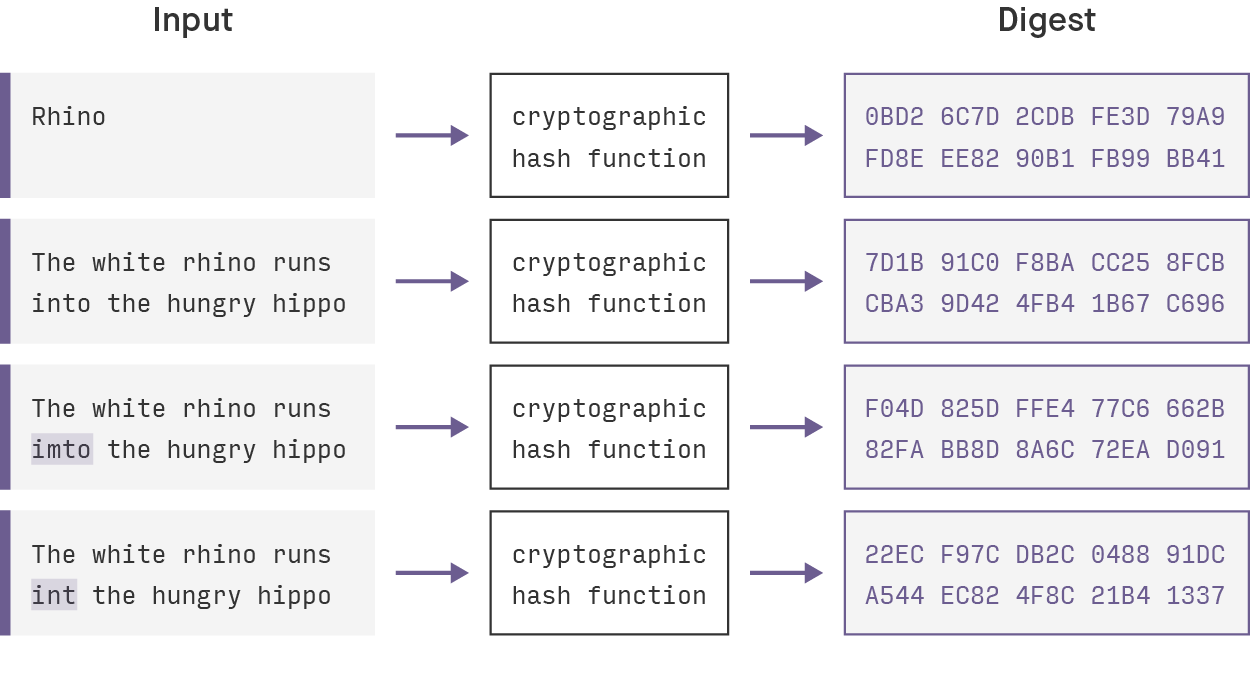 Input
Digest
Rhino
cryptographic
hash function
0BD2 6C7D 2CDB FE3D 79A9
FD8E EE82 90B1 FB99 BB41
The white rhino runs
into the hungry hippo
cryptographic
hash function
7D1B 91C0 F8BA CC25 8FCB
CBA3 9D42 4FB4 1B67 C696
The white rhino runs
imto the hungry hippo
cryptographic
hash function
F04D 825D FFE4 77C6 662B
82FA BB8D 8A6C 72EA D091
The white rhino runs
int the hungry hippo
cryptographic
hash function
22EC F97C DB2C 0488 91DC
A544 EC82 4F8C 21B4 1337